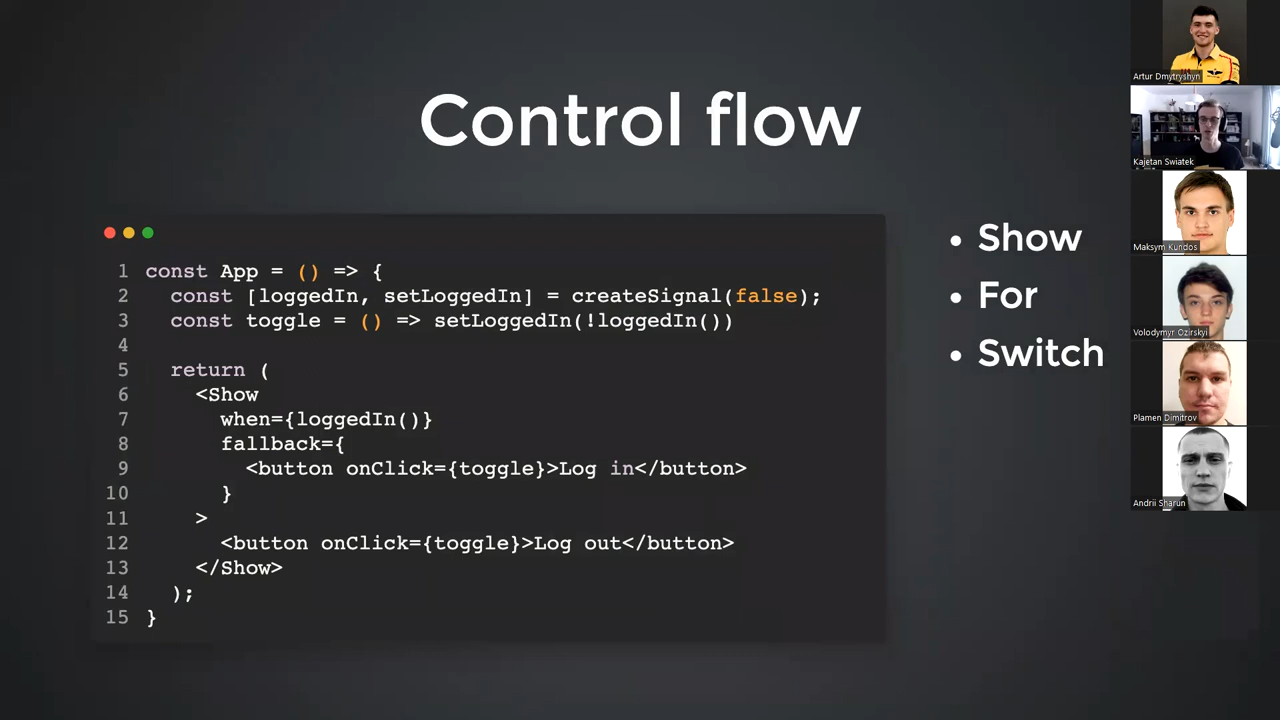 Control flow
1 const App = () => {
2 const [loggedIn, setLoggedIn] = createSignal(false);
3 const toggle = () => setLoggedIn(!loggedIn())
4
5 return (
6 <Show
7 when={loggedIn()}
8 fallback={
9 <button onClick={toggle}>Log in</button>
10 }
11 >
12 <button onClick={toggle}>Log out</button>
13 </Show>
14 );
15 }
• Show
• For
• Switch
Artur Dmytryshyn
Kajetan Swiatek
Maksym Kundos
Volodymyr Ozirskyi
Plamen Dimitrov
Andrii Sharun